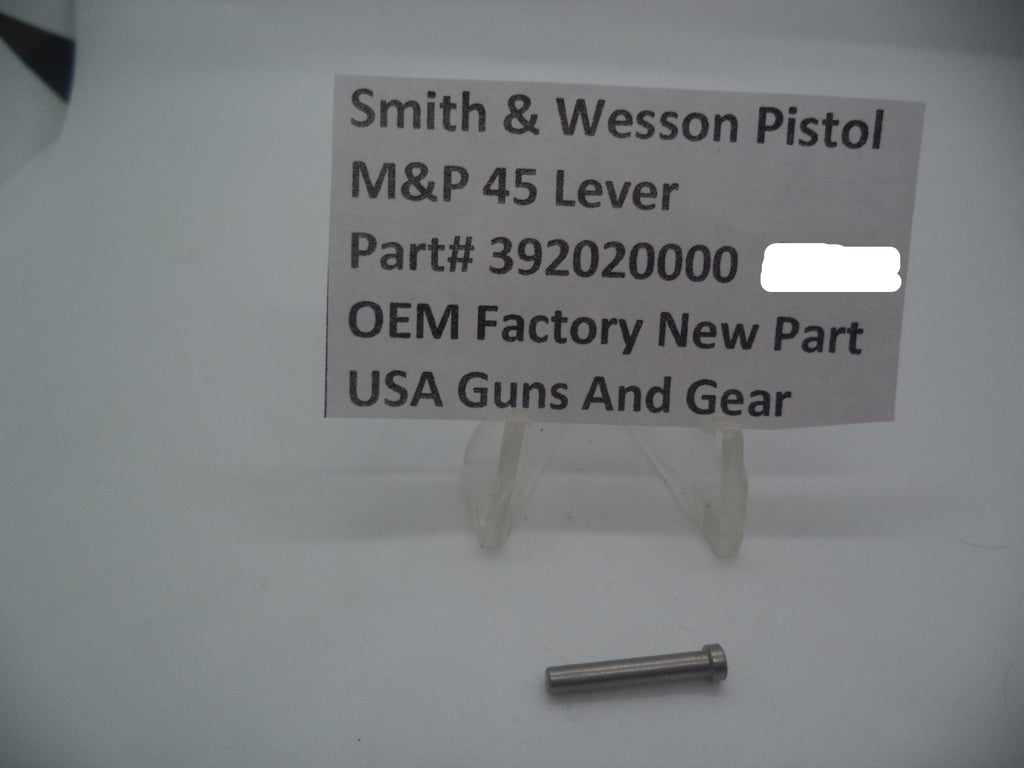 Smith & Wesson Pistol
M&P 45 Lever
Part# 392020000
OEM Factory New Part
USA Guns And Gear